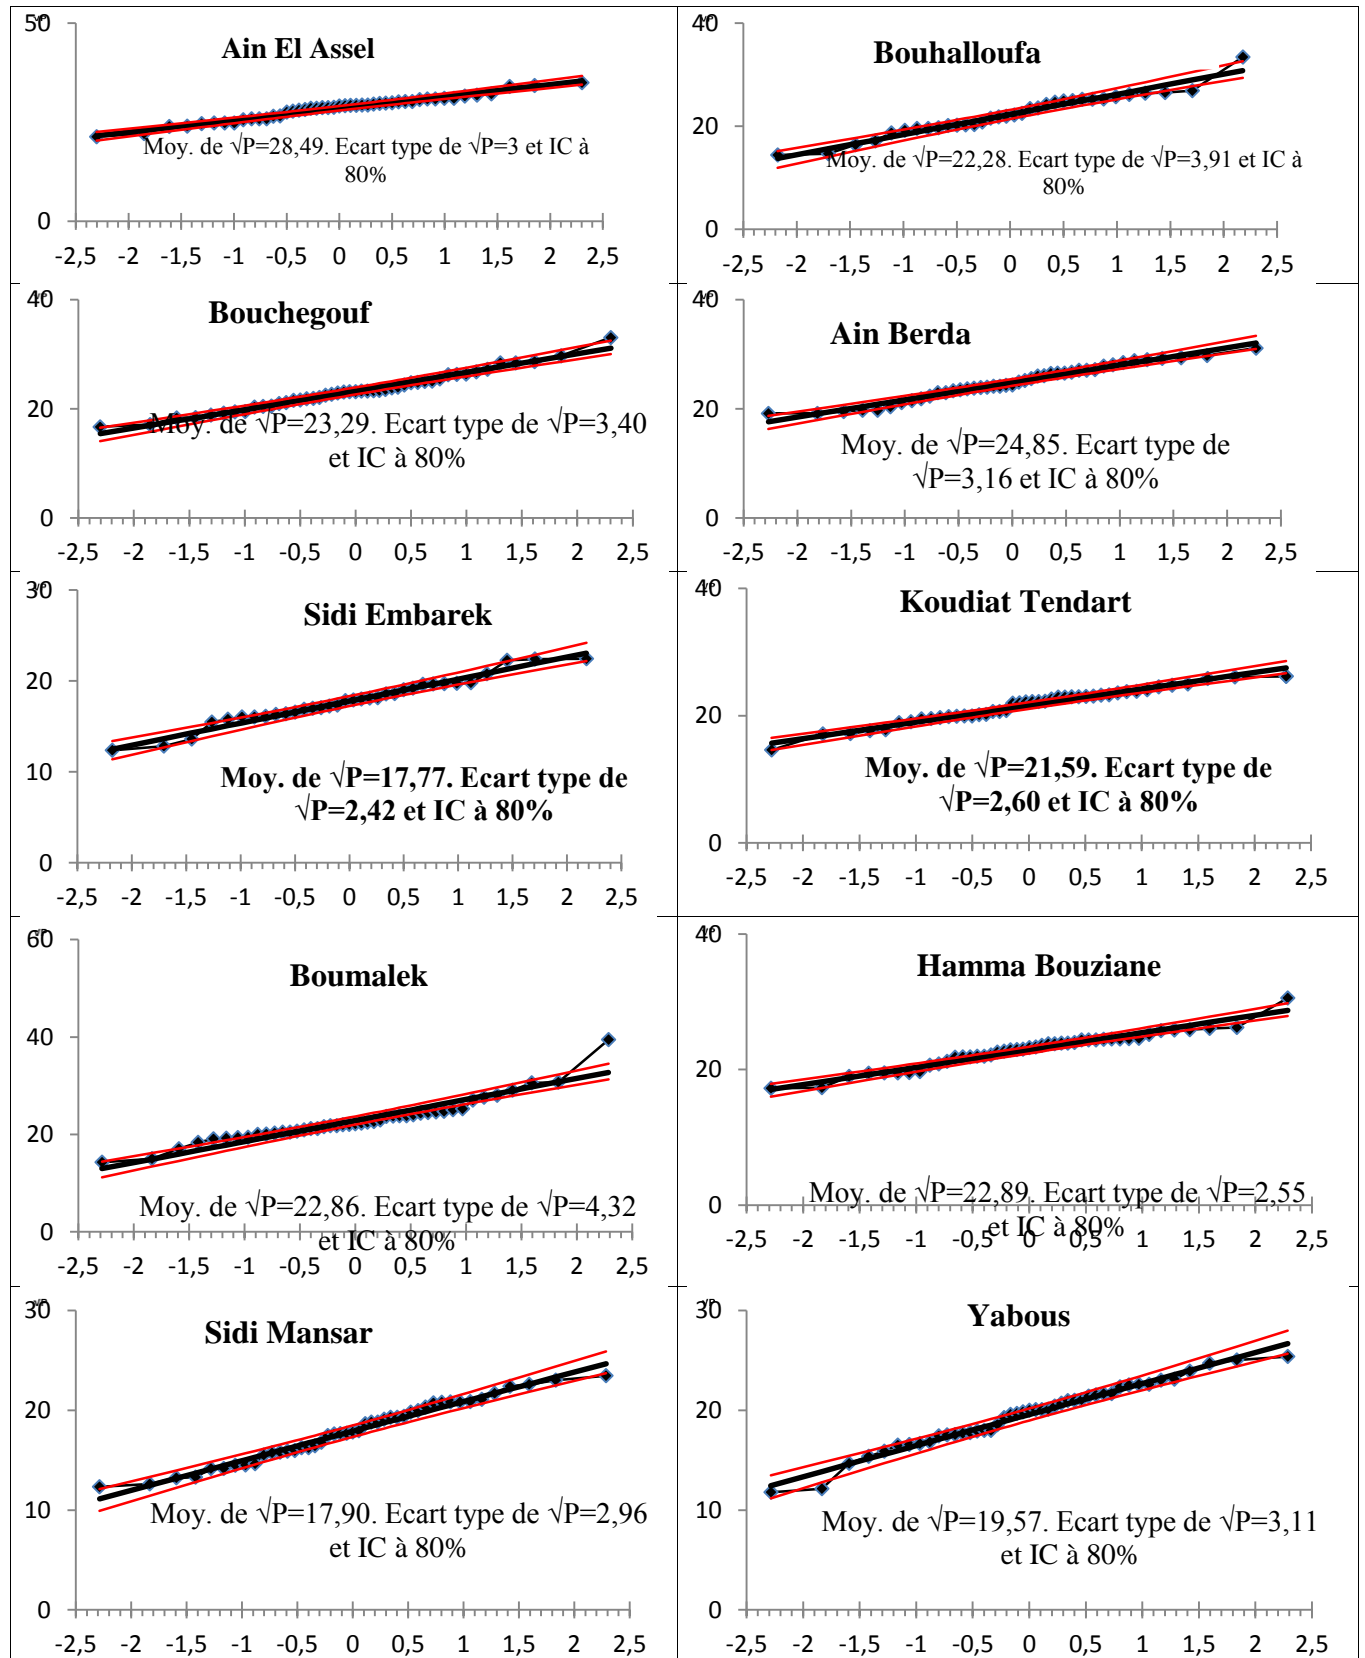 √P
50
0
-2,5 -2 -1,5 -1 -0,5 0 0,5 1 1,5 2 2,5
Ain El Assel
Moy. de √P=28,49. Ecart type de √P=3 et IC à
80%
√P
40
20
0
-2,5 -2 -1,5 -1 -0,5 0 0,5 1 1,5 2 2,5
Bouhalloufa
Moy. de √P=22,28. Ecart type de √P=3,91 et IC à
80%
√P
40
20
0
-2,5 -2 -1,5 -1 -0,5 0 0,5 1 1,5 2 2,5
Bouchegouf
Moy. de √P=23,29. Ecart type de √P=3,40
et IC à 80%
√P
40
20
0
-2,5 -2 -1,5 -1 -0,5 0 0,5 1 1,5 2 2,5
Ain Berda
Moy. de √P=24,85. Ecart type de
√P=3,16 et IC à 80%
√P
30
20
10
0
-2,5 -2 -1,5 -1 -0,5 0 0,5 1 1,5 2 2,5
Sidi Embarek
Moy. de √P=17,77. Ecart type de
√P=2,42 et IC à 80%
√P
40
20
0
-2,5 -2 -1,5 -1 -0,5 0 0,5 1 1,5 2 2,5
Koudiat Tendart
Moy. de √P=21,59. Ecart type de
√P=2,60 et IC à 80%
√P
60
40
20
0
-2,5 -2 -1,5 -1 -0,5 0 0,5 1 1,5 2 2,5
Boumalek
Moy. de √P=22,86. Ecart type de √P=4,32
et IC à 80%
√P
40
20
0
-2,5 -2 -1,5 -1 -0,5 0 0,5 1 1,5 2 2,5
Hamma Bouziane
Moy. de √P=22,89. Ecart type de √P=2,55
et IC à 80%
√P
30
20
10
0
-2,5 -2 -1,5 -1 -0,5 0 0,5 1 1,5 2 2,5
Sidi Mansar
Moy. de √P=17,90. Ecart type de √P=2,96
et IC à 80%
√P
30
20
10
0
-2,5 -2 -1,5 -1 -0,5 0 0,5 1 1,5 2 2,5
Yabous
Moy. de √P=19,57. Ecart type de √P=3,11
et IC à 80%